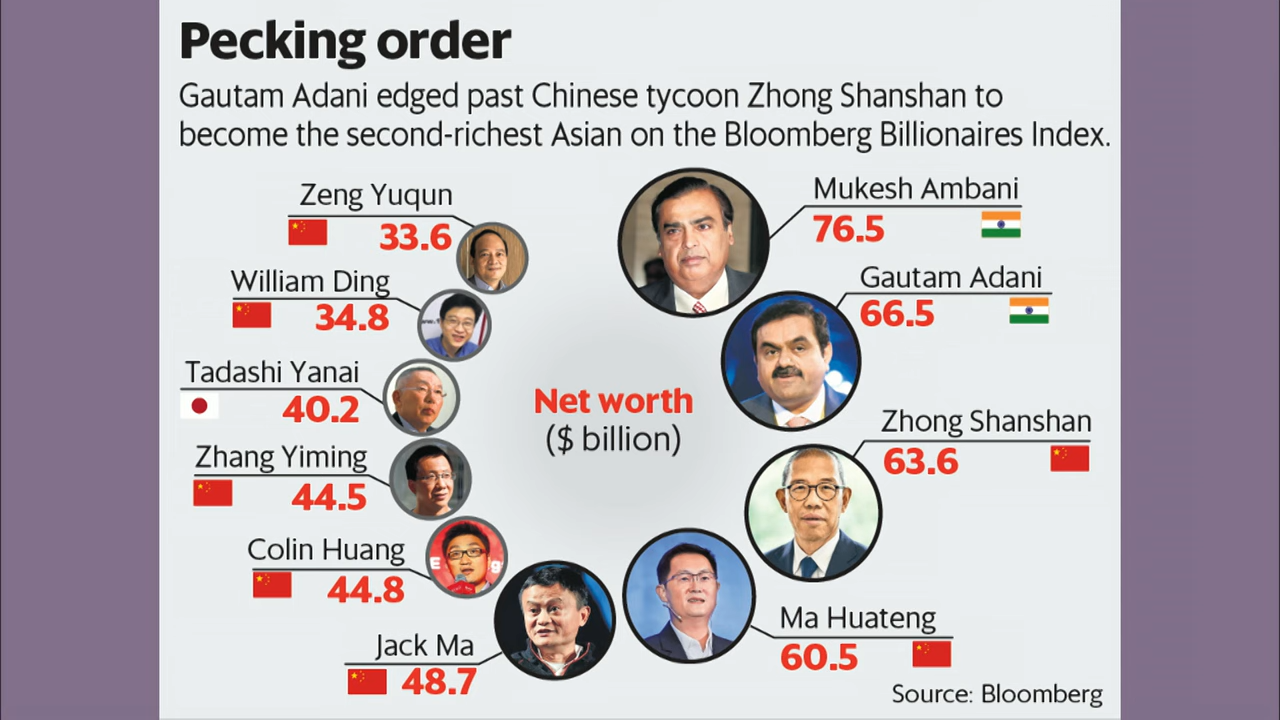 Pecking order
Gautam Adani edged past Chinese tycoon Zhong Shanshan to
become the second-richest Asian on the Bloomberg Billionaires Index.
Mukesh Ambani
76.5
Gautam Adani
66.5
Zhong Shanshan
63.6
Ma Huateng
60.5
Jack Ma
48.7
Colin Huang
44.8
Zhang Yiming
44.5
Tadashi Yanai
40.2
William Ding
34.8
Zeng Yuqun
33.6
Net worth
($ billion)
Source: Bloomberg